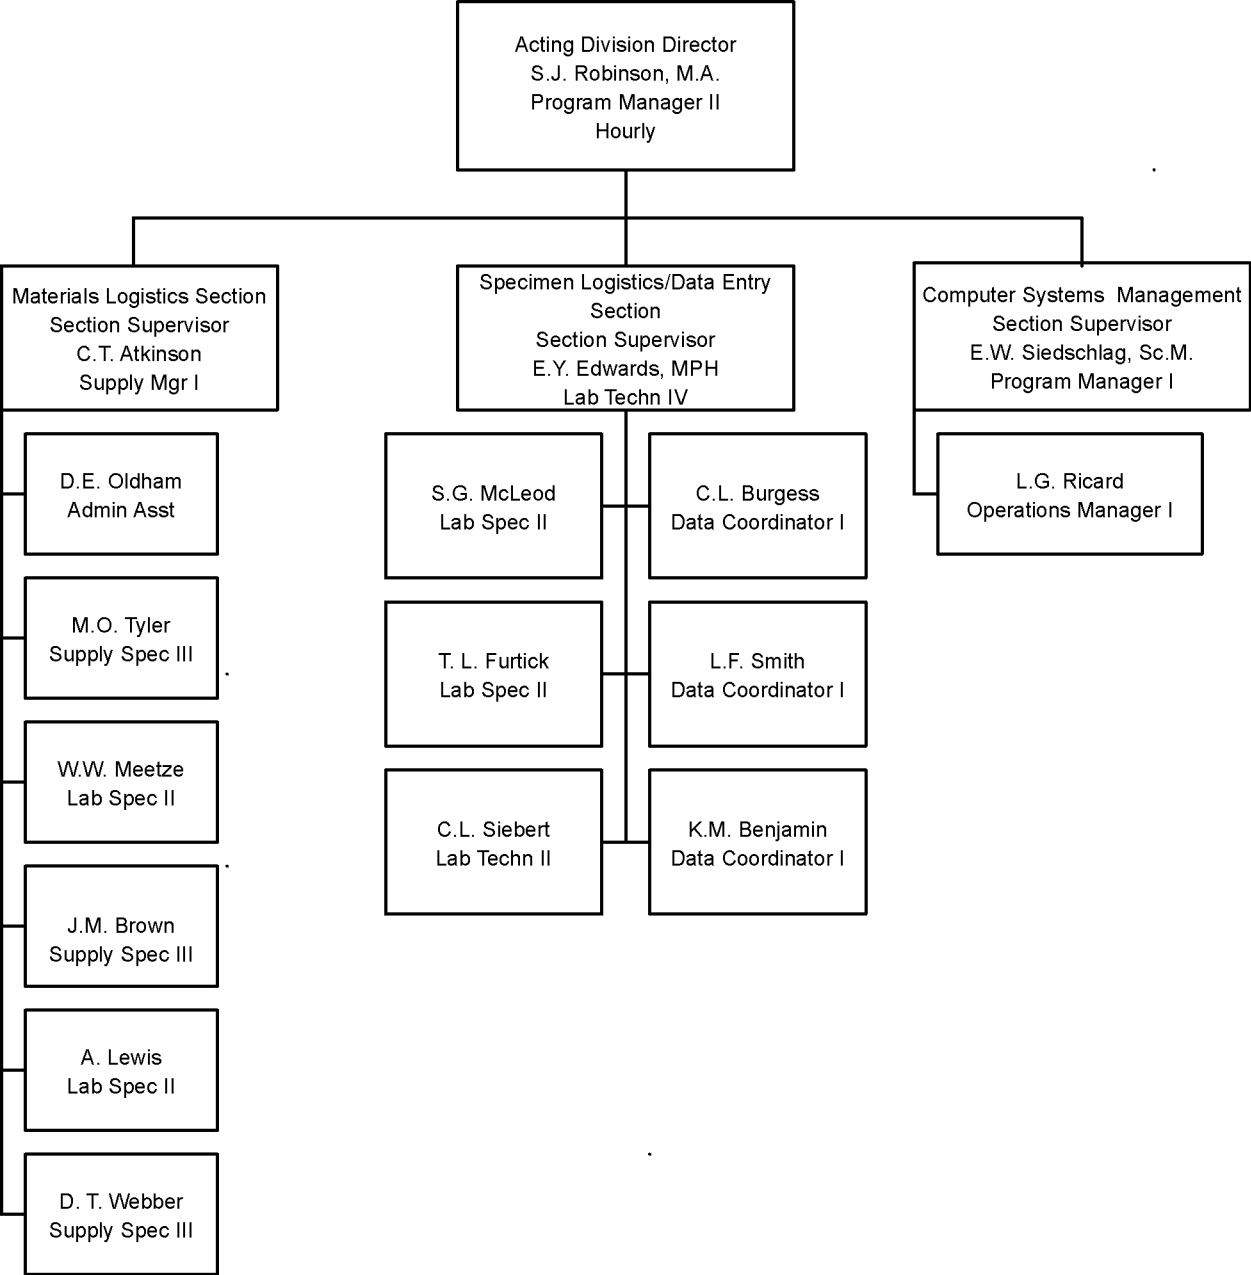 Acting Division Director
S.J. Robinson, M.A.
Program Manager II
Hourly
Materials Logistics Section
Section Supervisor
C.T. Atkinson
Supply Mgr I
Specimen Logistics/Data Entry
Section
Section Supervisor
E.Y. Edwards, MPH
Lab Techn IV
Computer Systems  Management
Section Supervisor
E.W. Siedschlag, Sc.M.
Program Manager I
D.E. Oldham
Admin Asst
M.O. Tyler
Supply Spec III
W.W. Meetze
Lab Spec II
J.M. Brown
Supply Spec III
A. Lewis
Lab Spec II
D. T. Webber
Supply Spec III
S.G. McLeod
Lab Spec II
C.L. Burgess
Data Coordinator I
T. L. Furtick
Lab Spec II
L.F. Smith
Data Coordinator I
C.L. Siebert
Lab Techn II
K.M. Benjamin
Data Coordinator I
L.G. Ricard
Operations Manager I